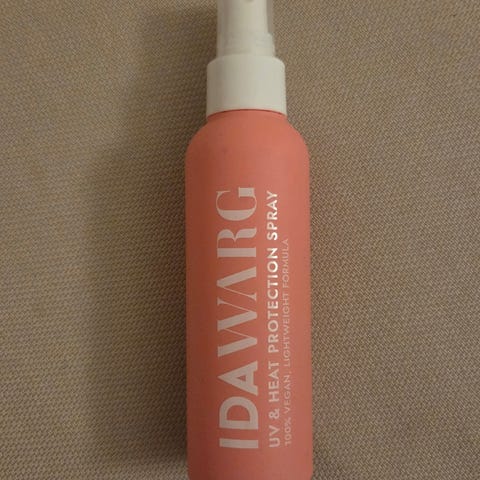 IDA WARG
UV & HEAT PROTECTION SPRAY
100% VEGAN, LIGHTWEIGHT FORMULA